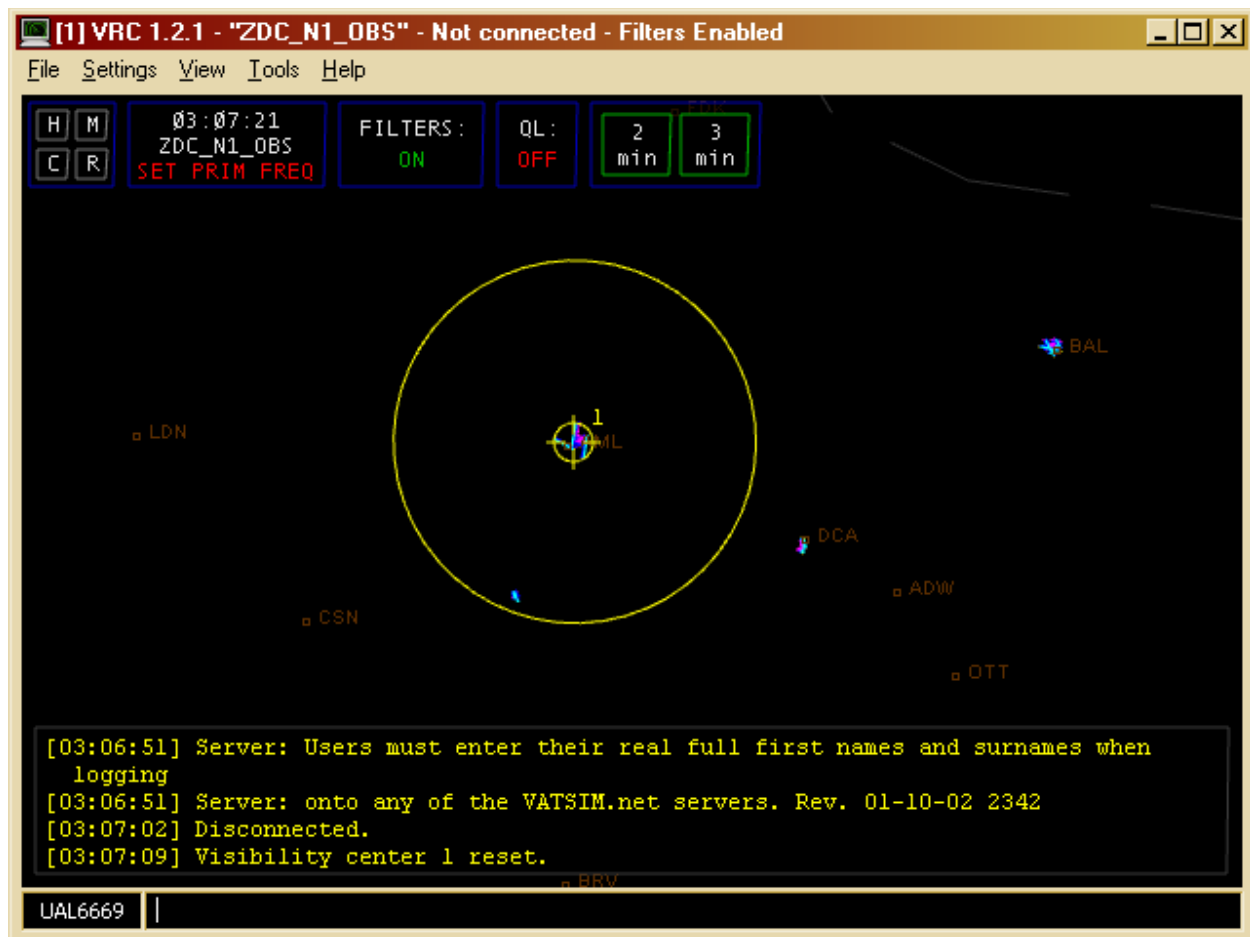 [1] VRC 1.2.1 - "ZDC_N1_OBS" - Not connected - Filters Enabled
File Settings View Tools Help
H M
C R
Ø3:Ø7:21
ZDC_N1_OBS
SET PRIM FREQ
FILTERS:
ON
QL:
OFF
2
min
3
min
BAL
LDN
1
ML
DCA
ADW
CSN
OTT
[03:06:51] Server: Users must enter their real full first names and surnames when
logging
[03:06:51] Server: onto any of the VATSIM.net servers. Rev. 01-10-02 2342
[03:07:02] Disconnected.
[03:07:09] Visibility center 1 reset.
BRV
UAL6669